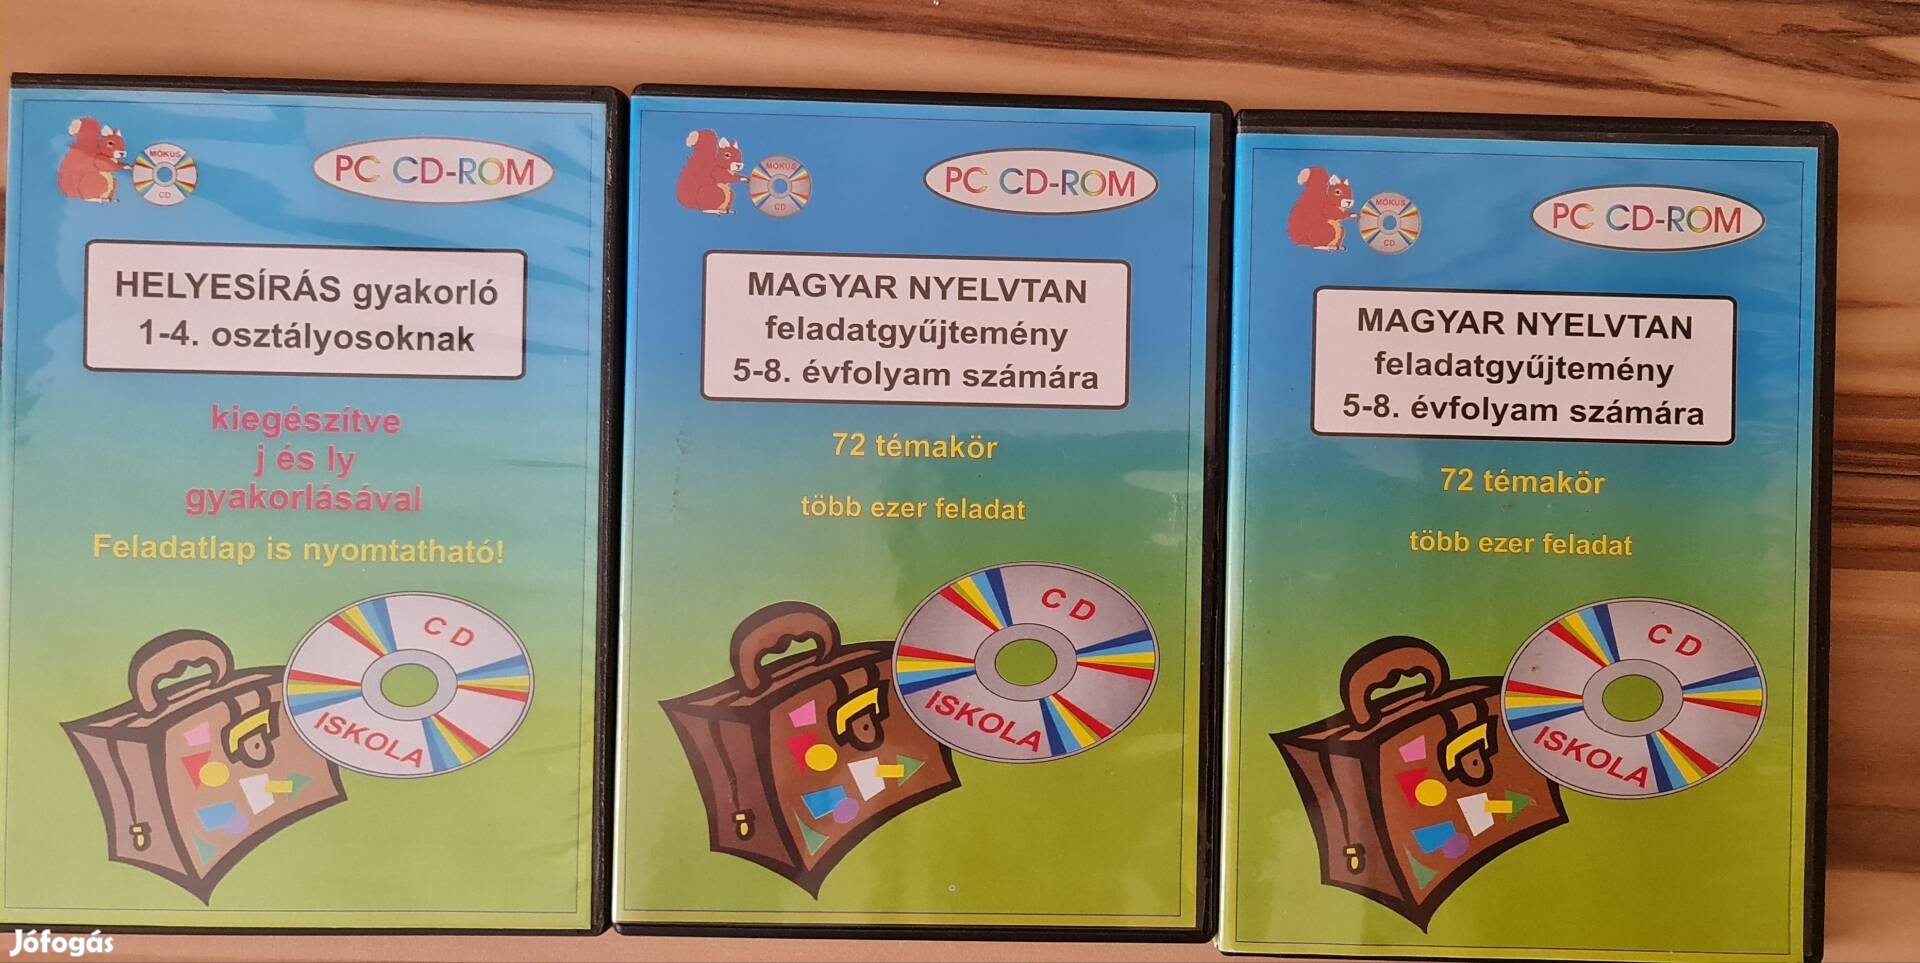 MÓKUS
CD
PC CD-ROM
HELYESÍRÁS gyakorló
1-4. osztályosoknak
kiegészítve
j és ly
gyakorlásával
Feladatlap is nyomtatható!
CD
ISKOLA
MÓKUS
CD
PC CD-ROM
MAGYAR NYELVTAN
feladatgyűjtemény
5-8. évfolyam számára
72 témakör
több ezer feladat
CD
ISKOLA
MÓKUS
CD
PC CD-ROM
MAGYAR NYELVTAN
feladatgyűjtemény
5-8. évfolyam számára
72 témakör
több ezer feladat
CD
ISKOLA
Jófogás